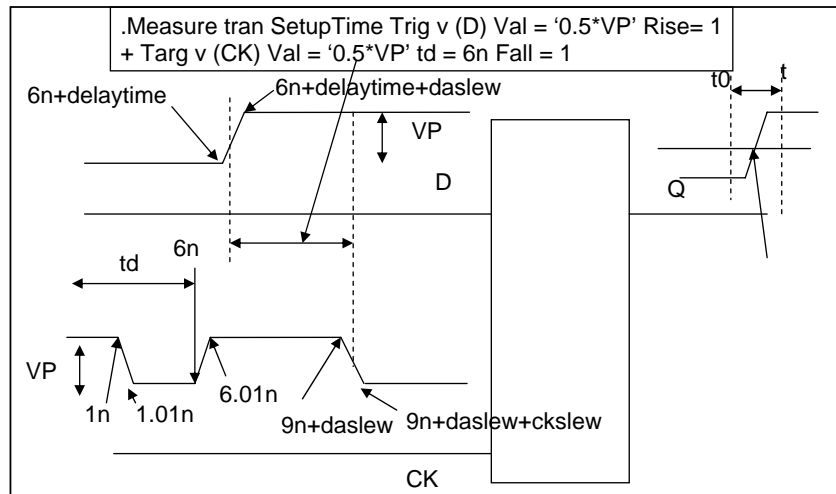 .Measure tran SetupTime Trig v (D) Val = ‘0.5*VP’ Rise= 1
+ Targ v (CK) Val = ‘0.5*VP’ td = 6n Fall = 1
6n+delaytime
6n+delaytime+daslew
t0
t
VP
D
Q
6n
td
VP
1n
1.01n
6.01n
9n+daslew
9n+daslew+ckslew
CK